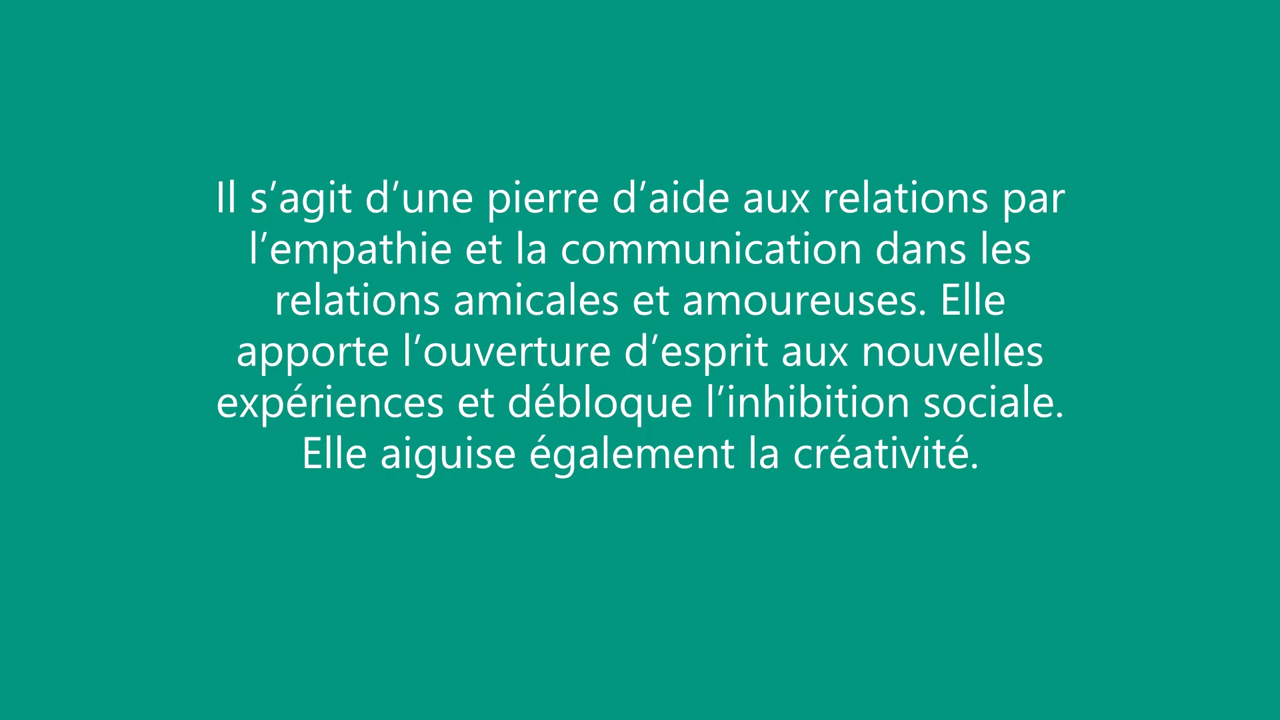 Il s’agit d’une pierre d’aide aux relations par
l’empathie et la communication dans les
relations amicales et amoureuses. Elle
apporte l’ouverture d’esprit aux nouvelles
expériences et débloque l’inhibition sociale.
Elle aiguise également la créativité.